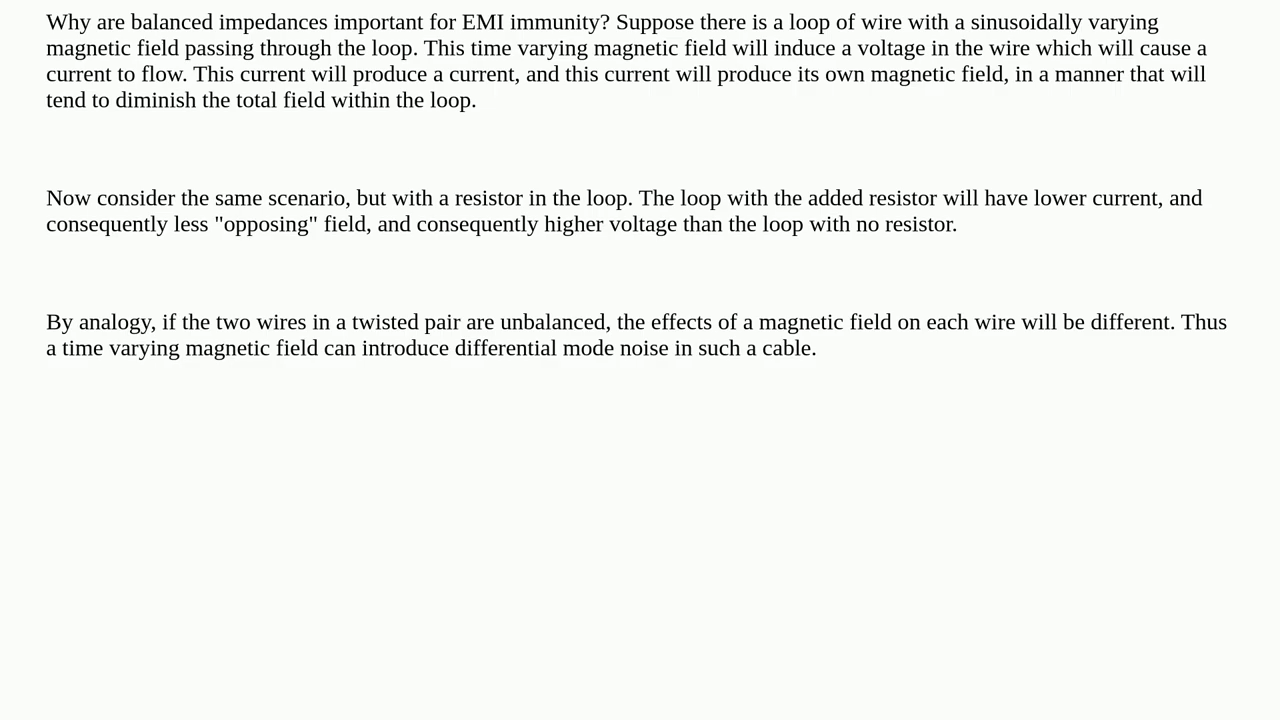 Why are balanced impedances important for EMI immunity? Suppose there is a loop of wire with a sinusoidally varying
magnetic field passing through the loop. This time varying magnetic field will induce a voltage in the wire which will cause a
current to flow. This current will produce a current, and this current will produce its own magnetic field, in a manner that will
tend to diminish the total field within the loop.
Now consider the same scenario, but with a resistor in the loop. The loop with the added resistor will have lower current, and
consequently less "opposing" field, and consequently higher voltage than the loop with no resistor.
By analogy, if the two wires in a twisted pair are unbalanced, the effects of a magnetic field on each wire will be different. Thus
a time varying magnetic field can introduce differential mode noise in such a cable.